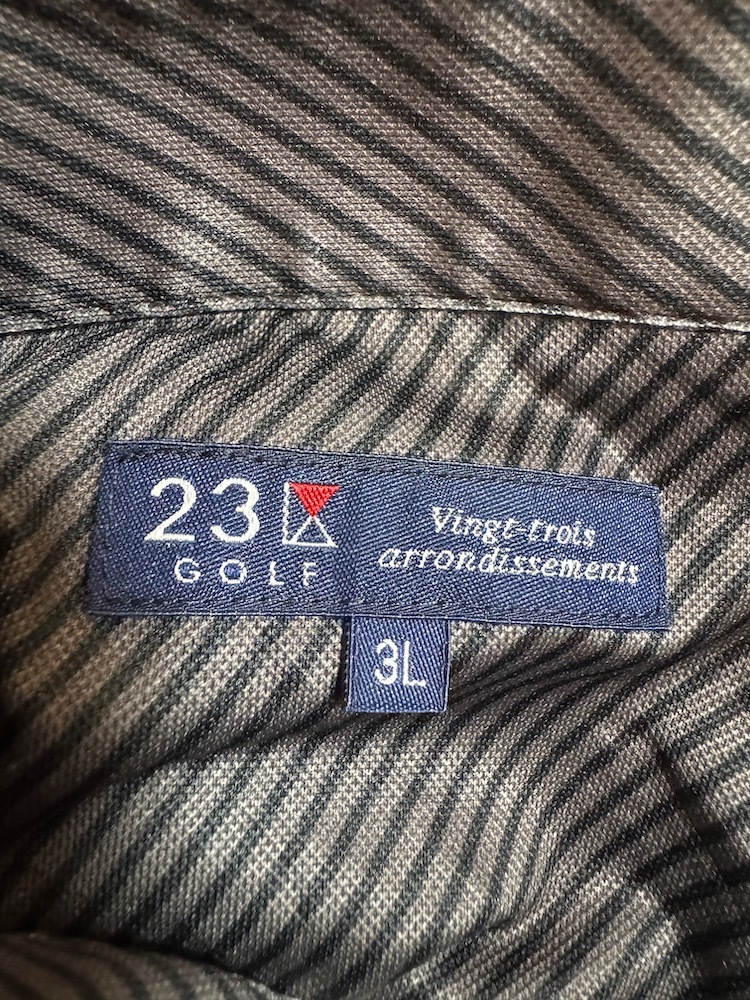 23
GOLF
Vingt-trois
arrondissements
3L